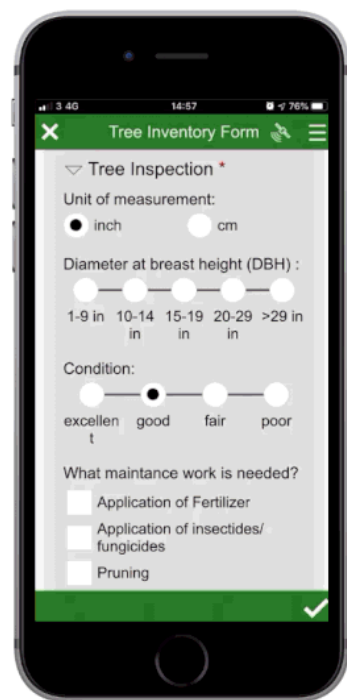 3 4G 14:57 76%
Tree Inventory Form
Tree Inspection *
Unit of measurement:
inch cm
Diameter at breast height (DBH) :
1-9 in 10-14 15-19 20-29 >29 in
in in in
Condition:
excellen good fair poor
t
What maintance work is needed?
Application of Fertilizer
Application of insectides/
fungicides
Pruning